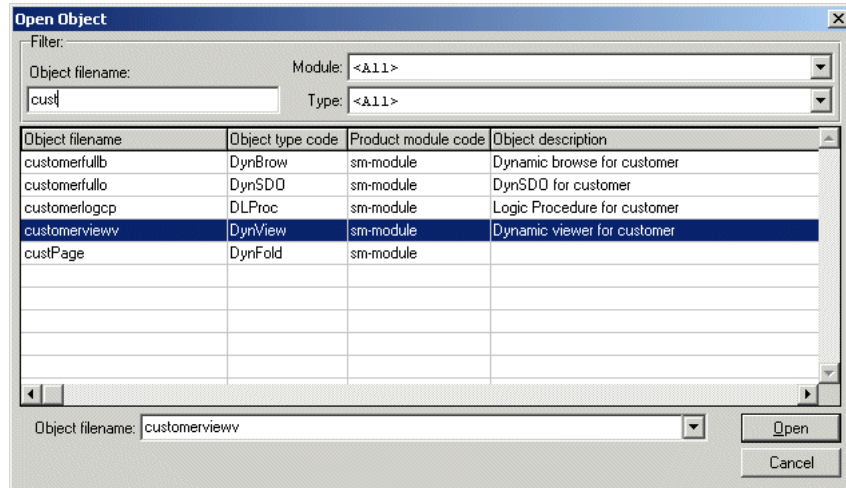 Open Object
Filter:
Object filename:
Module: <All>
cust
Type: <All>
Object filename Object type code Product module code Object description
customerfullb DynBrow sm-module Dynamic browse for customer
customerfullo DynSDO sm-module DynSDO for customer
customerlogcp DLProc sm-module Logic Procedure for customer
customerviewv DynView sm-module Dynamic viewer for customer
custPage DynFold sm-module
Object filename: customerviewv
Open
Cancel